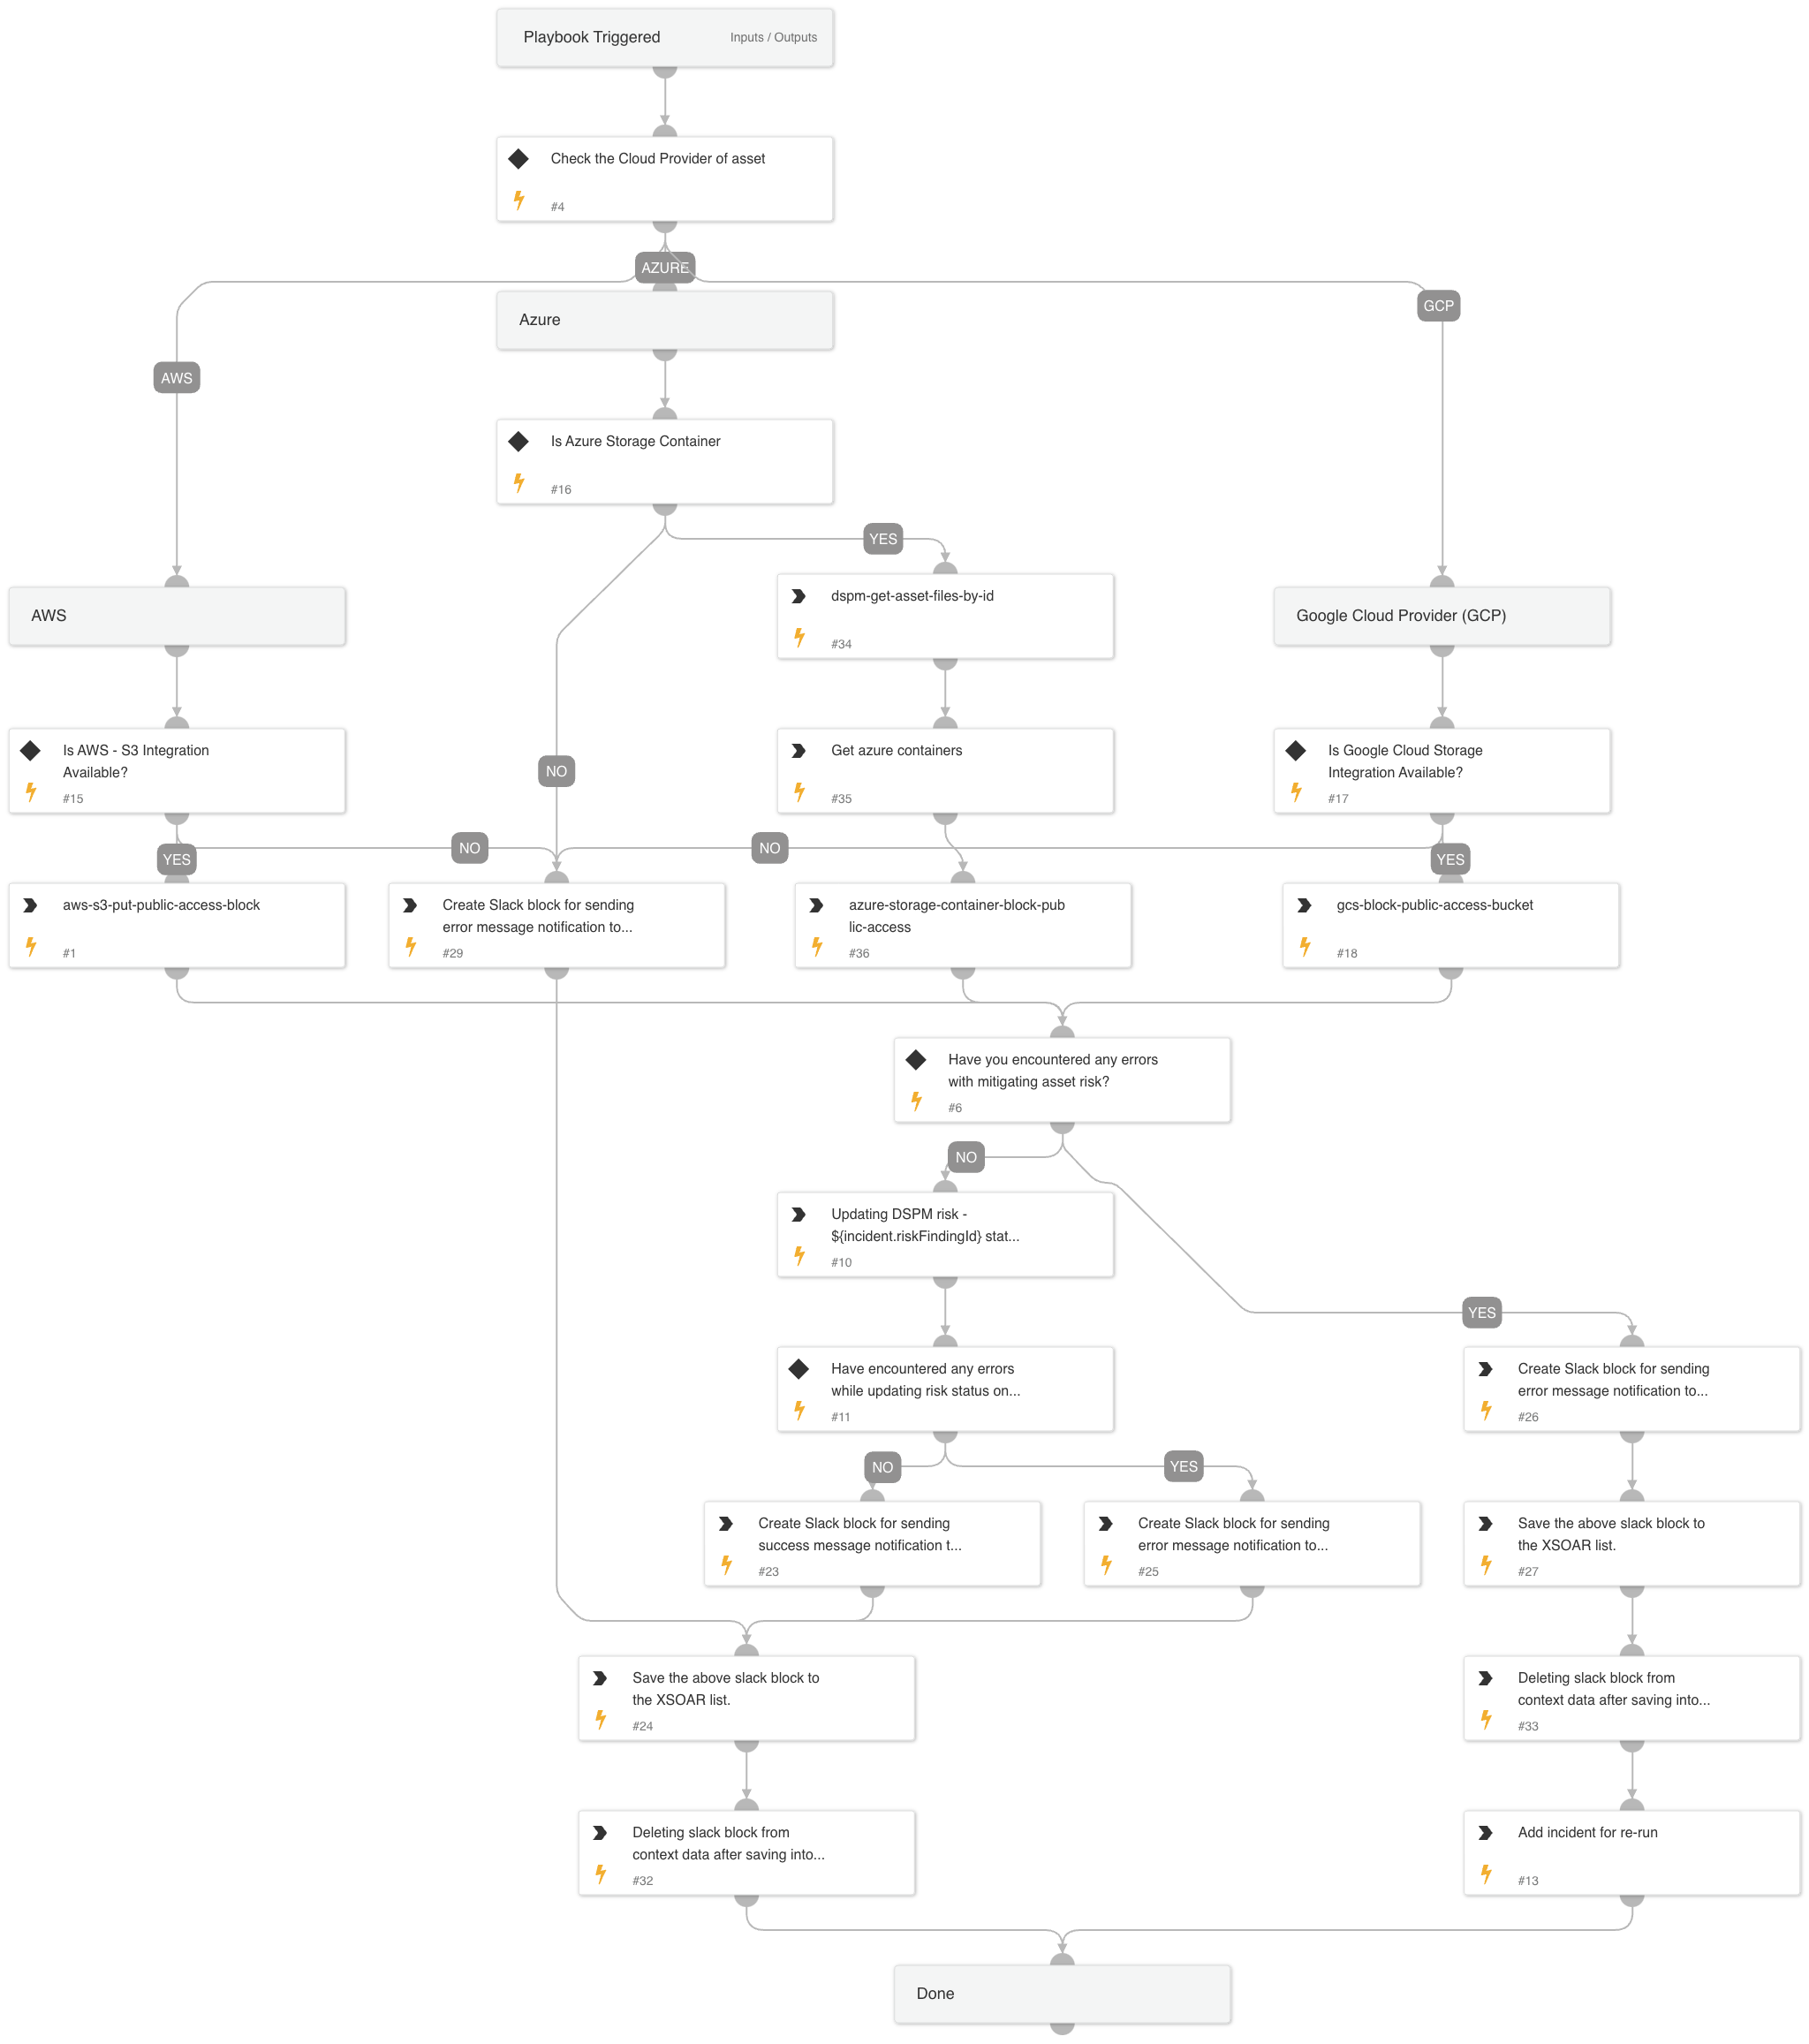 Playbook Triggered
Inputs / Outputs
Check the Cloud Provider of asset
#4
AZURE
Azure
GCP
AWS
Is Azure Storage Container
#16
YES
dspm-get-asset-files-by-id
#34
AWS
Google Cloud Provider (GCP)
Is AWS - S3 Integration
Available?
#15
NO
Get azure containers
#35
Is Google Cloud Storage
Integration Available?
#17
YES
NO
NO
YES
aws-s3-put-public-access-block
#1
Create Slack block for sending
error message notification to...
#29
azure-storage-container-block-pub
lic-access
#36
gcs-block-public-access-bucket
#18
Have you encountered any errors
with mitigating asset risk?
#6
NO
Updating DSPM risk -
${incident.riskFindingId} stat...
#10
YES
Have encountered any errors
while updating risk status on...
#11
Create Slack block for sending
error message notification to...
#26
NO
YES
Create Slack block for sending
success message notification t...
#23
Create Slack block for sending
error message notification to...
#25
Save the above slack block to
the XSOAR list.
#27
Save the above slack block to
the XSOAR list.
#24
Deleting slack block from
context data after saving into...
#33
Deleting slack block from
context data after saving into...
#32
Add incident for re-run
#13
Done